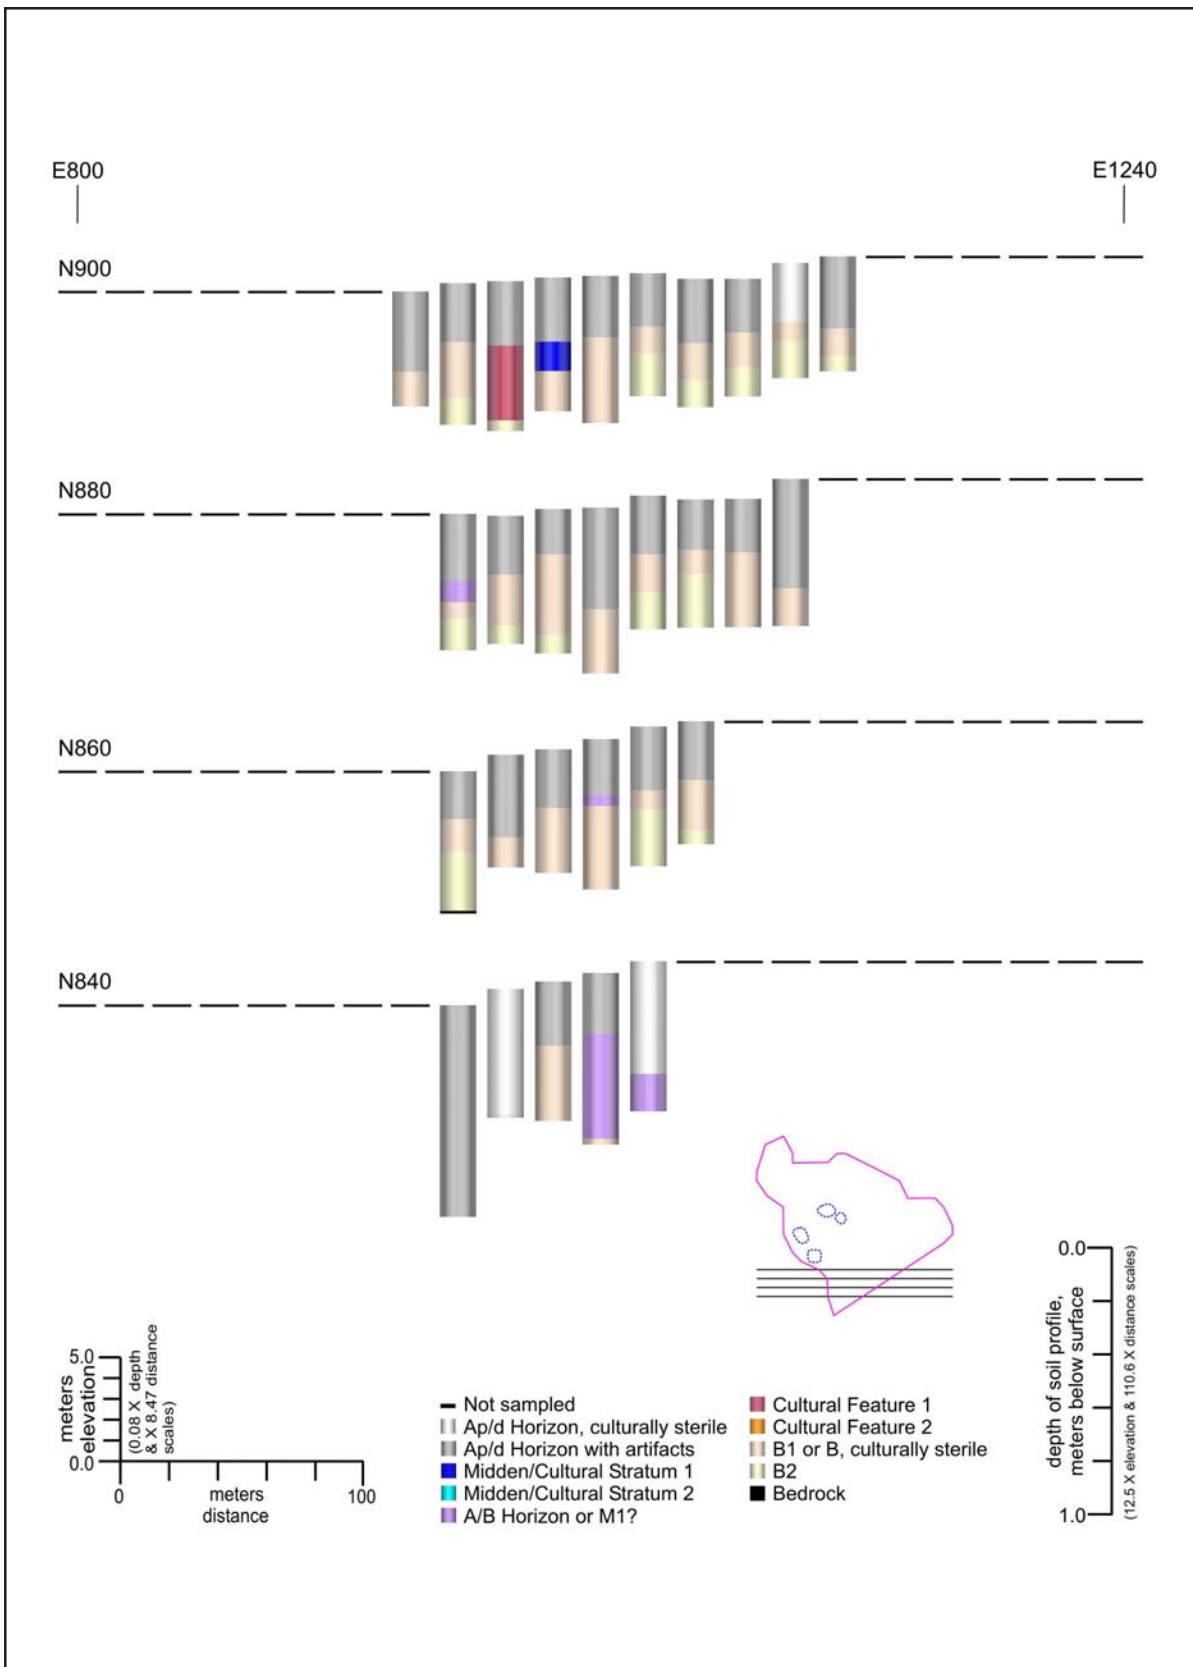 E800
E1240
N900
N880
N860
N840
0.0
depth of soil profile,
meters below surface
(12.5 X elevation & 110.6 X distance scales)
1.0
5.0
meters
elevation
(0.08 X depth
& X 8.47 distance
scales)
0.0
0
meters
distance
100
Not sampled
Ap/d Horizon, culturally sterile
Ap/d Horizon with artifacts
Midden/Cultural Stratum 1
Midden/Cultural Stratum 2
A/B Horizon or M1?
Cultural Feature 1
Cultural Feature 2
B1 or B, culturally sterile
B2
Bedrock